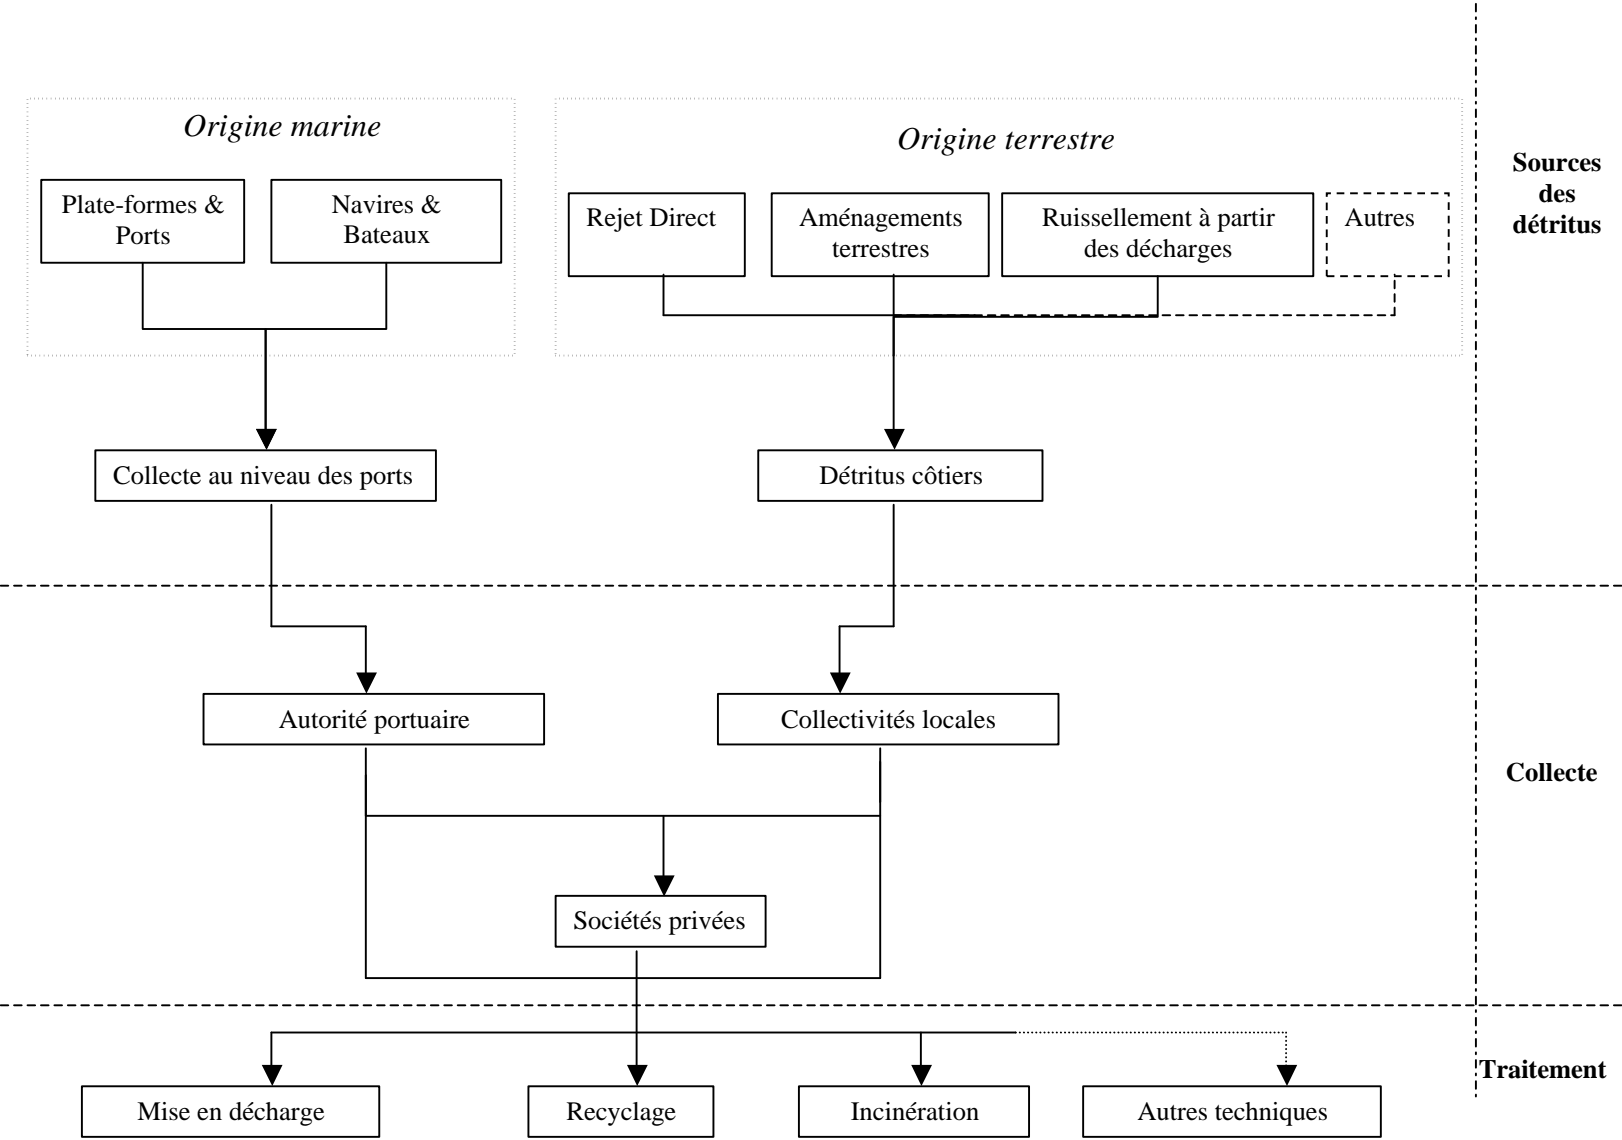 Origine marine
Origine terrestre
Plate-formes &
Ports
Navires &
Bateaux
Rejet Direct
Aménagements
terrestres
Ruissellement à partir
des décharges
Autres
Sources
des
détritus
Collecte au niveau des ports
Détritus côtiers
Autorité portuaire
Collectivités locales
Collecte
Sociétés privées
Traitement
Mise en décharge
Recyclage
Incinération
Autres techniques